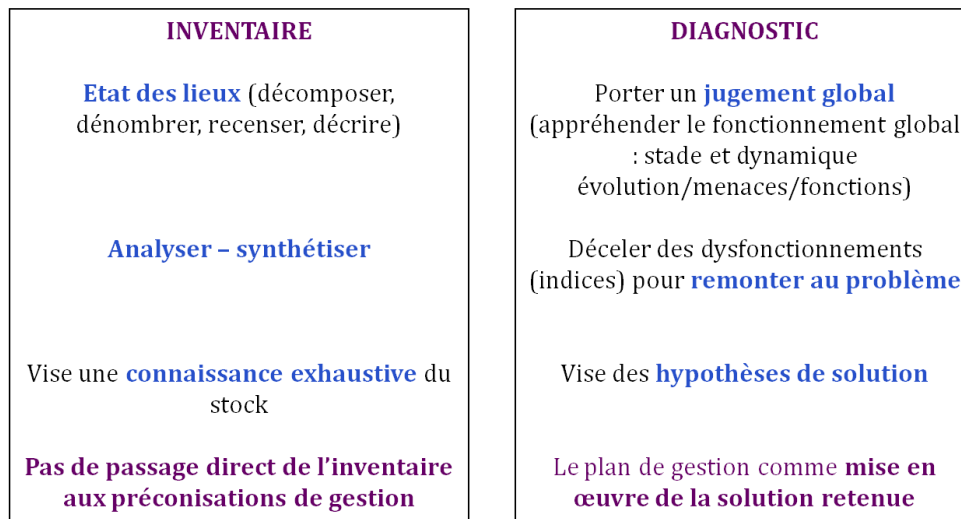 INVENTAIRE
Etat des lieux (décomposer,
dénombrer, recenser, décrire)
Analyser – synthétiser
Vise une connaissance exhaustive du
stock
Pas de passage direct de l’inventaire
aux préconisations de gestion
DIAGNOSTIC
Porter un jugement global
(appréhender le fonctionnement global
: stade et dynamique
évolution/menaces/fonctions)
Déceler des dysfonctionnements
(indices) pour remonter au problème
Vise des hypothèses de solution
Le plan de gestion comme mise en
œuvre de la solution retenue